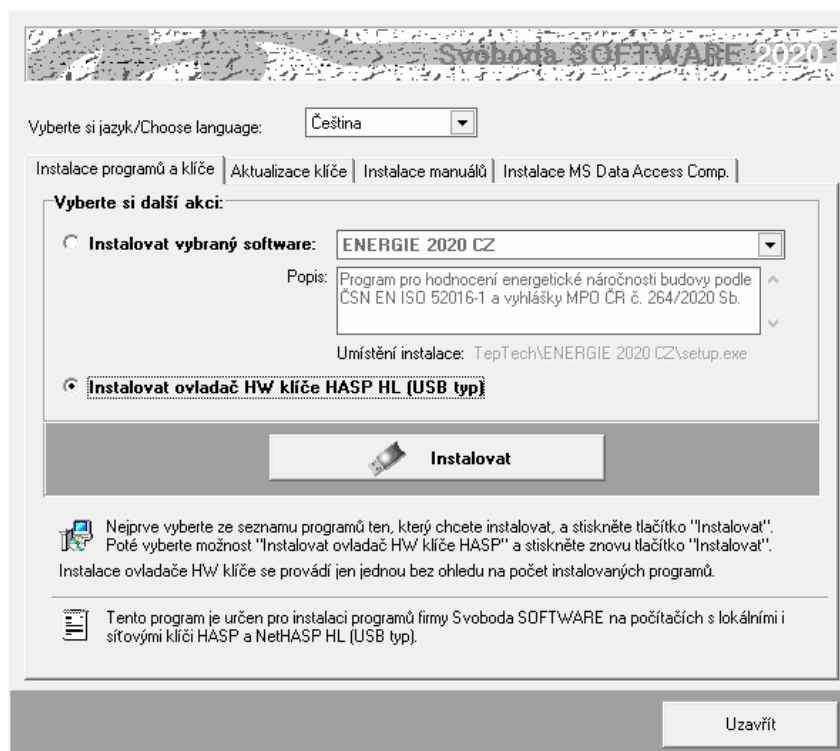 Svoboda SOFTWARE 2020
Vyberte si jazyk/Choose language:
Čeština
Instalace programů a klíče
Aktualizace klíče
Instalace manuálů
Instalace MS Data Access Comp.
Vyberte si další akci:
Instalovat vybraný software:
ENERGIE 2020 CZ
Popis:
Program pro hodnocení energetické náročnosti budovy podle
ČSN EN ISO 52016-1 a vyhlášky MPO ČR č. 264/2020 Sb.
Umístění instalace: TepTech\ENERGIE 2020 CZ\setup.exe
Instalovat ovladač HW klíče HASP HL (USB typ)
Instalovat
Nejprve vyberte ze seznamu programů ten, který chcete instalovat, a stiskněte tlačítko "Instalovat".
Poté vyberte možnost "Instalovat ovladač HW klíče HASP" a stiskněte znovu tlačítko "Instalovat".
Instalace ovladače HW klíče se provádí jen jednou bez ohledu na počet instalovaných programů.
Tento program je určen pro instalaci programů firmy Svoboda SOFTWARE na počítačích s lokálními i
síťovými klíči HASP a NetHASP HL (USB typ).
Uzavřít